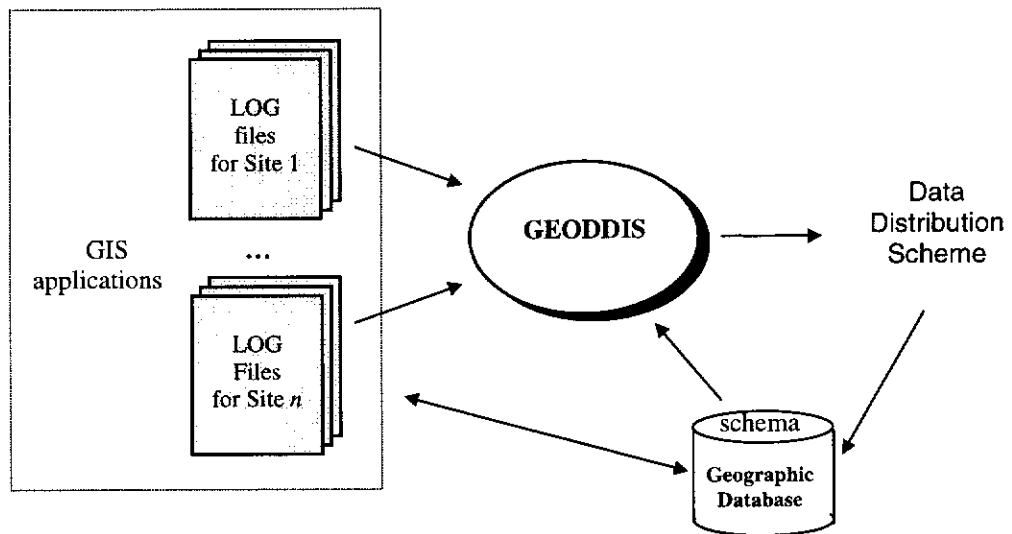 LOG
files
for Site 1
GIS
applications
...
LOG
Files
for Site n
GEODDIS
Data
Distribution
Scheme
schema
Geographic
Database